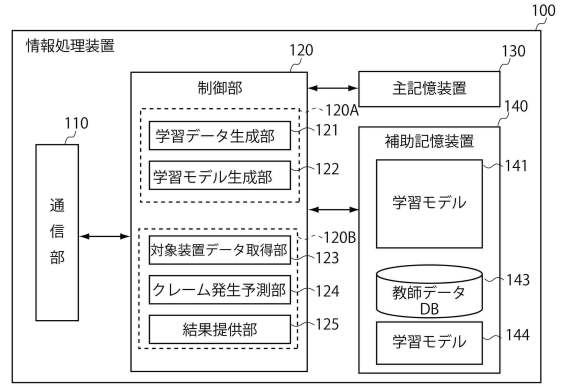 100
情報処理装置
120
制御部
130
主記憶装置
120A
学習データ生成部
121
学習モデル生成部
122
110
通信部
140
補助記憶装置
141
学習モデル
120B
対象装置データ取得部
123
クレーム発生予測部
124
結果提供部
125
143
教師データ
DB
学習モデル
144